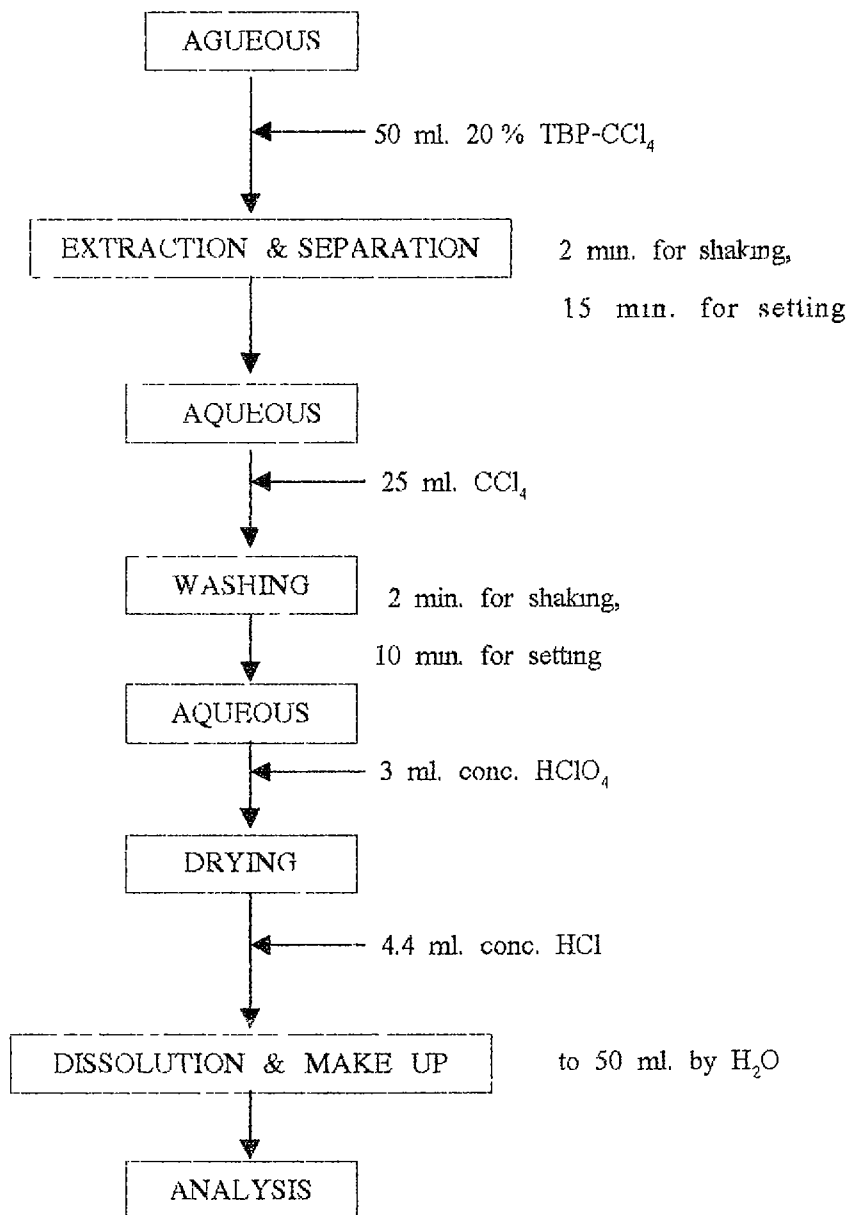 AGUEOUS
50 ml. 20 % TBP-CCl₄
EXTRACTION & SEPARATION
2 min. for shaking,
15 min. for setting
AQUEOUS
25 ml. CCl₄
WASHING
2 min. for shaking,
10 min. for setting
AQUEOUS
3 ml. conc. HClO₄
DRYING
4.4 ml. conc. HCl
DISSOLUTION & MAKE UP
to 50 ml. by H₂O
ANALYSIS